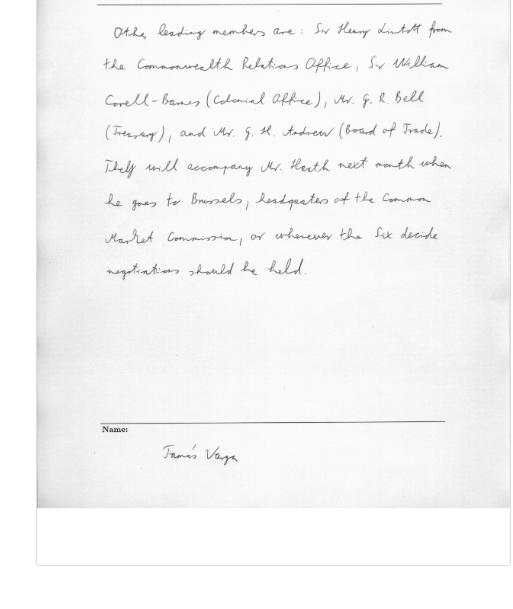 Other leading members are: Sir Henry Lintott from
the Commonwealth Relations Office, Sir William
Gorell-Barnes (Colonial Office), Mr. G. R. Bell
(Treasury), and Mr. G. H. Andrew (Board of Trade).
They will accompany Mr. Heath next month when
he goes to Brussels, headquaters of the Common
Market Commission, or wherever the Six decide
negotiations should be held.
Name:
Tamás Varga